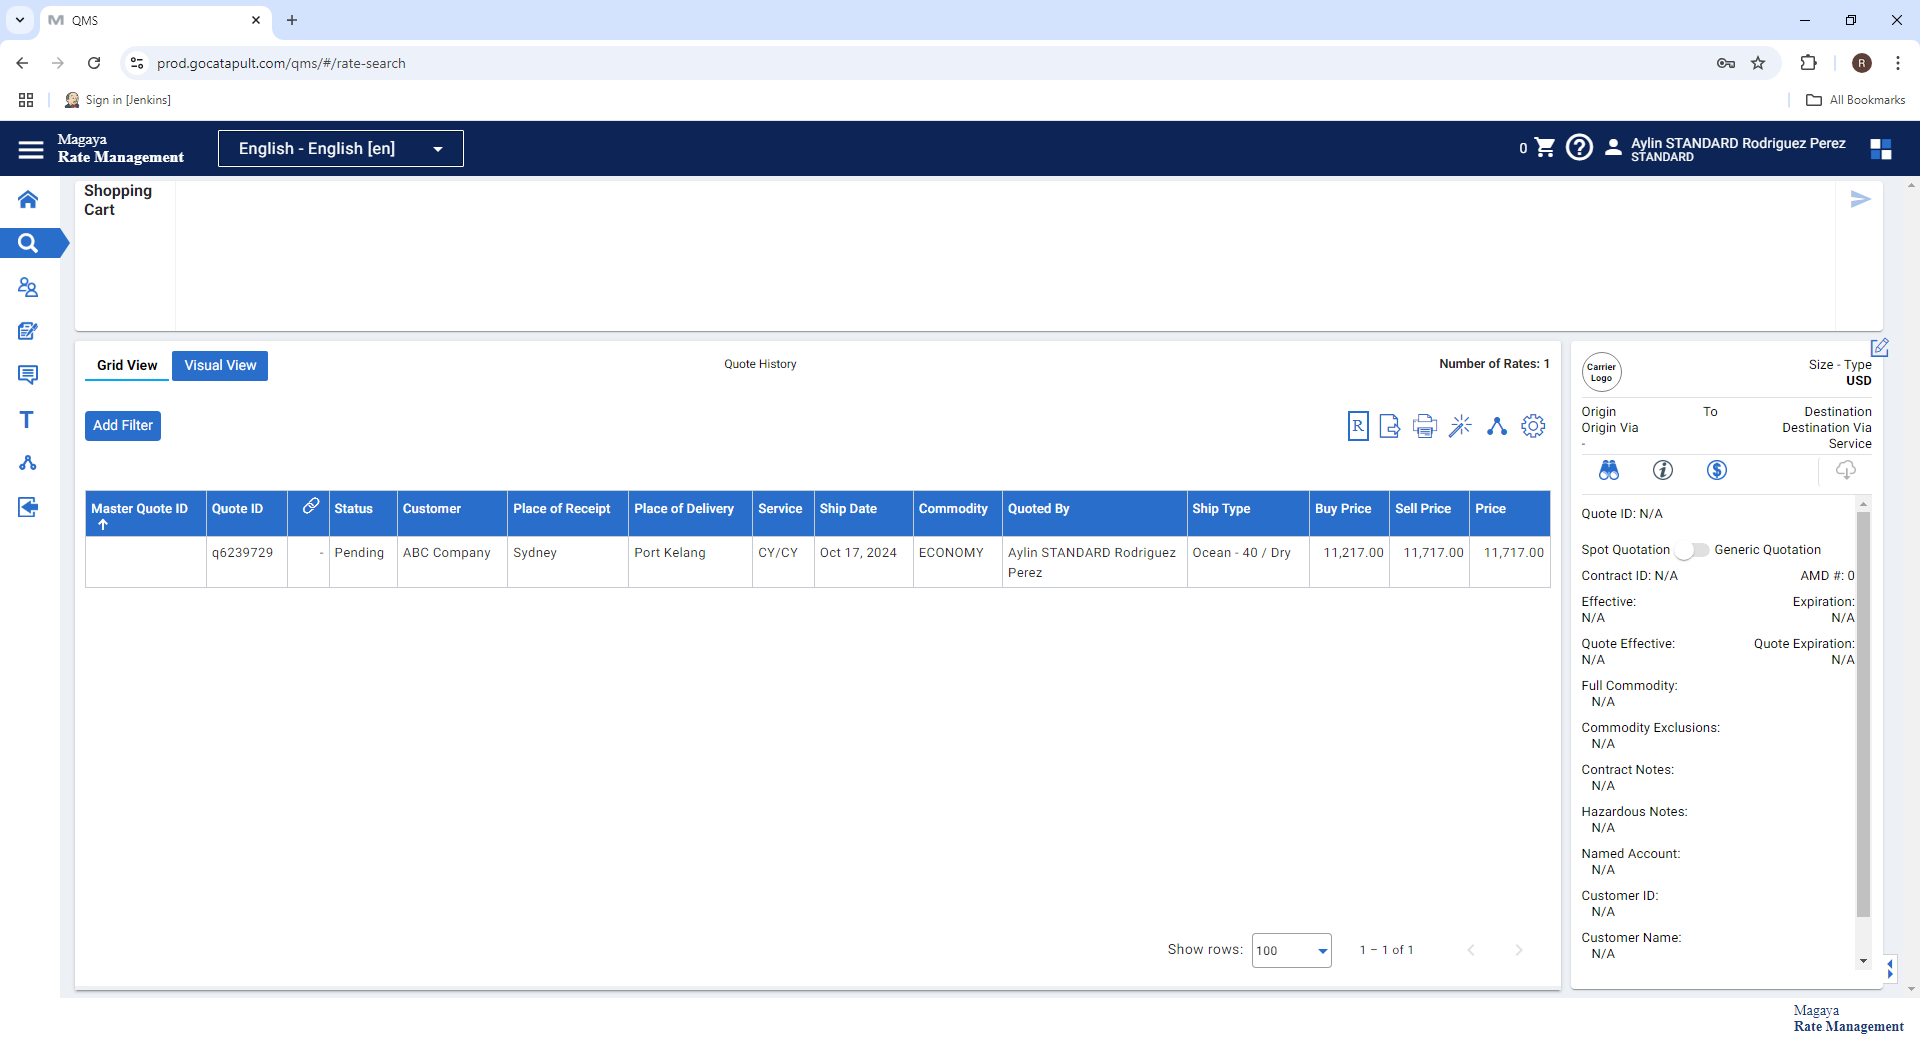 QMS
prod.gocatapult.com/qms/#/rate-search
R
Sign in [Jenkins]
All Bookmarks
Magaya
Rate Management
English - English [en]
0
?
Aylin STANDARD Rodriguez Perez
STANDARD
Shopping
Cart
T
Grid View
Visual View
Quote History
Number of Rates: 1
Add Filter
R
Master Quote ID
Quote ID
Status
Customer
Place of Receipt
Place of Delivery
Service
Ship Date
Commodity
Quoted By
Ship Type
Buy Price
Sell Price
Price
q6239729
-
Pending
ABC Company
Sydney
Port Kelang
CY/CY
Oct 17, 2024
ECONOMY
Aylin STANDARD Rodriguez
Perez
Ocean - 40 / Dry
11,217.00
11,717.00
11,717.00
Show rows:
100
1 – 1 of 1
Carrier
Logo
Size - Type
USD
Origin To Destination
Origin Via Destination Via
- Service
i
$
Quote ID: N/A
Spot Quotation Generic Quotation
Contract ID: N/A AMD #: 0
Effective: Expiration:
N/A N/A
Quote Effective: Quote Expiration:
N/A N/A
Full Commodity:
N/A
Commodity Exclusions:
N/A
Contract Notes:
N/A
Hazardous Notes:
N/A
Named Account:
N/A
Customer ID:
N/A
Customer Name:
N/A
Magaya
Rate Management